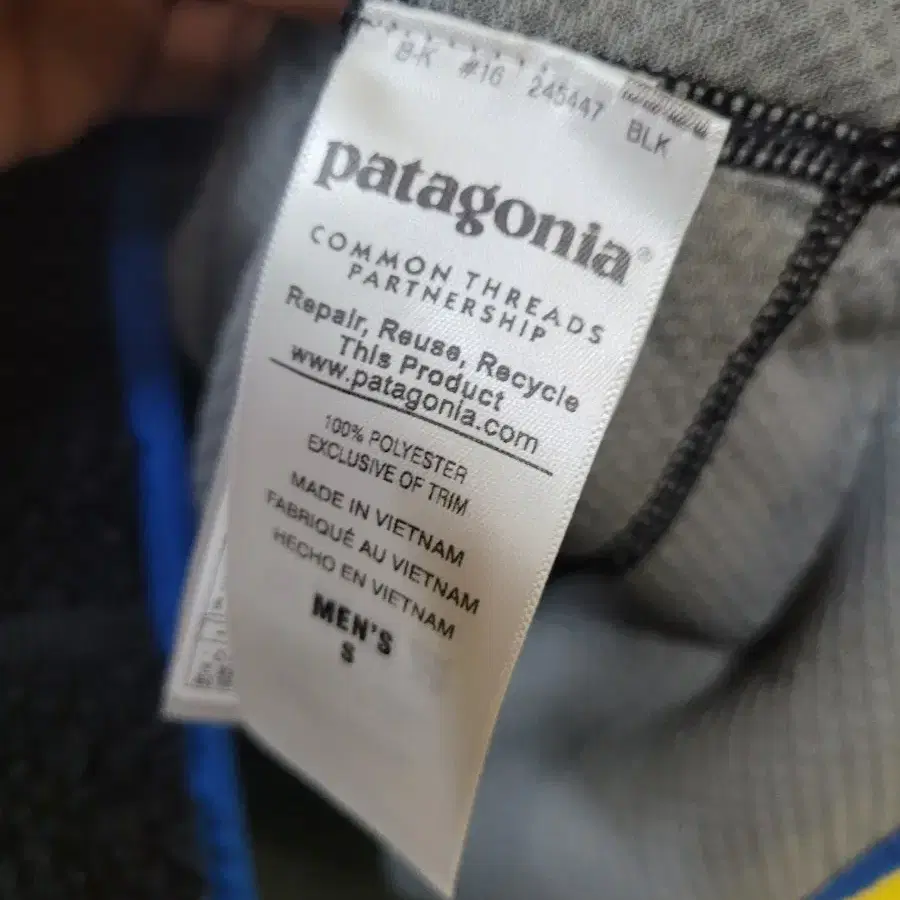 B-K #16 245447 BLK
patagonia®
COMMON THREADS
PARTNERSHIP
Repair, Reuse, Recycle
This Product
www.patagonia.com
100% POLYESTER
EXCLUSIVE OF TRIM
MADE IN VIETNAM
FABRIQUÉ AU VIETNAM
HECHO EN VIETNAM
MEN'S
S